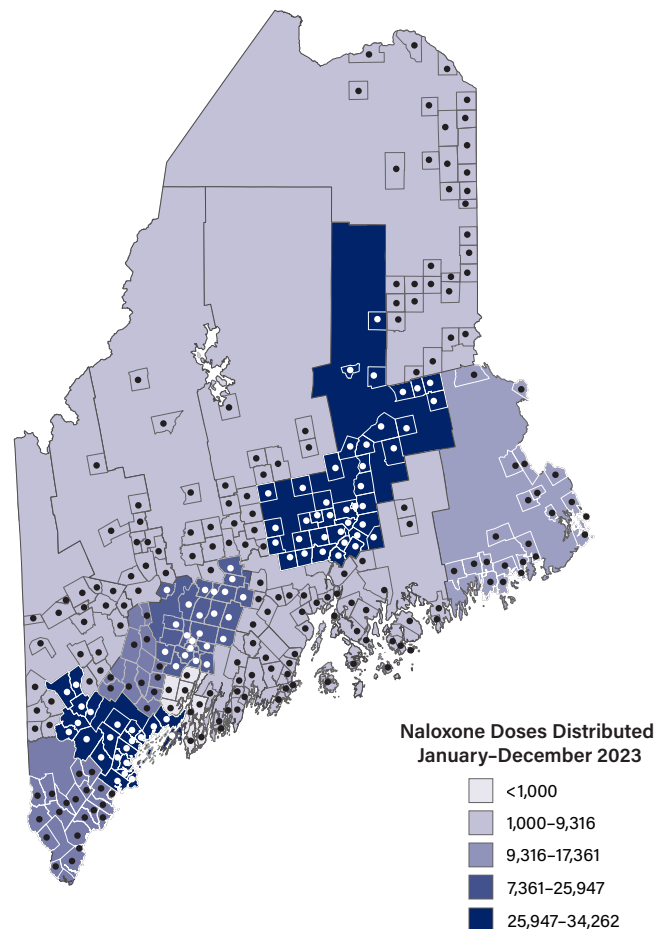 Naloxone Doses Distributed
January–December 2023
<1,000
1,000–9,316
9,316–17,361
7,361–25,947
25,947–34,262